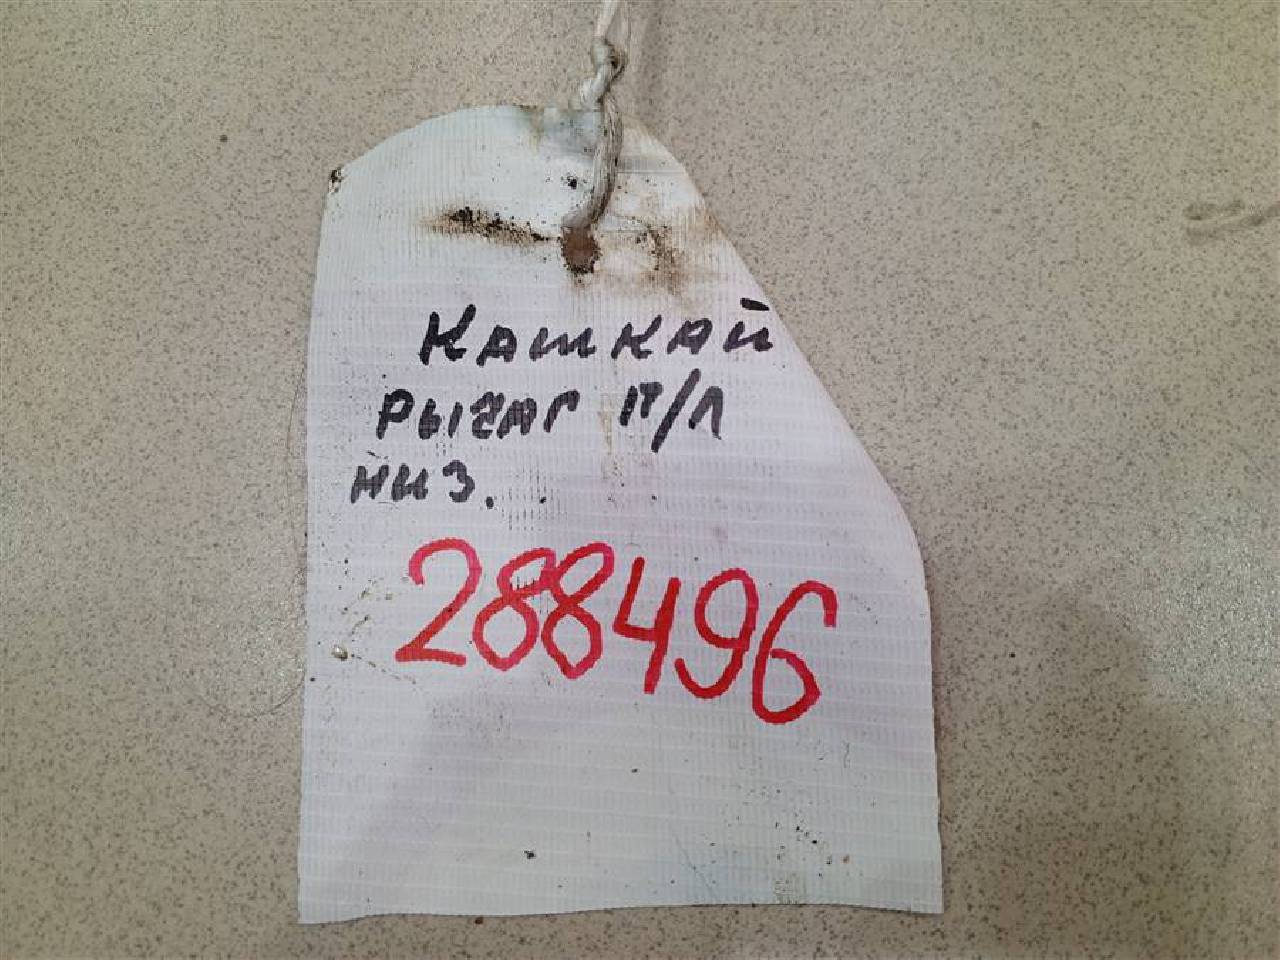 Кашкай
рычаг п/л
низ.
288496